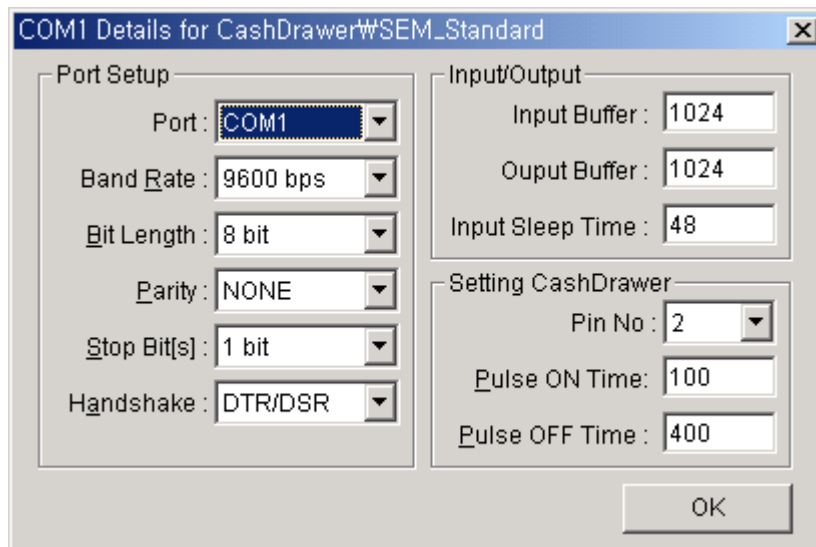 COM1 Details for CashDrawer₩SEM_Standard
Port Setup
Port : COM1
Band Rate : 9600 bps
Bit Length : 8 bit
Parity : NONE
Stop Bit[s] : 1 bit
Handshake : DTR/DSR
Input/Output
Input Buffer : 1024
Ouput Buffer : 1024
Input Sleep Time : 48
Setting CashDrawer
Pin No : 2
Pulse ON Time: 100
Pulse OFF Time : 400
OK